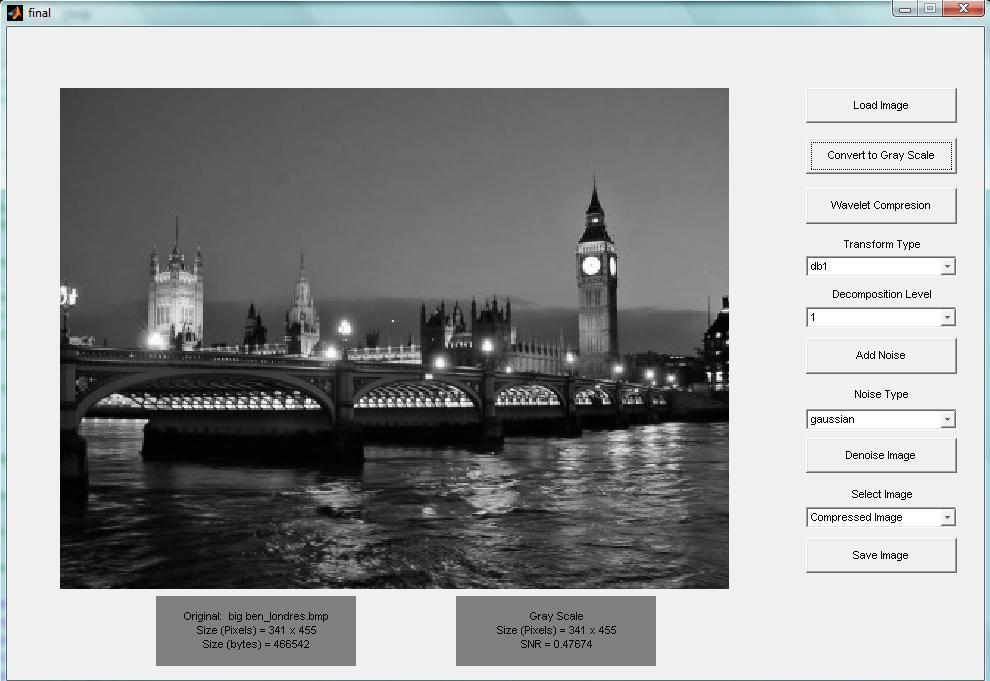 final
Load Image
Convert to Gray Scale
Wavelet Compresion
Transform Type
db1
Decomposition Level
1
Add Noise
Noise Type
gaussian
Denoise Image
Select Image
Compressed Image
Save Image
Original:  big ben_londres.bmp
Size (Pixels) = 341 x 455
Size (bytes) = 466542
Gray Scale
Size (Pixels) = 341 x 455
SNR = 0.47674